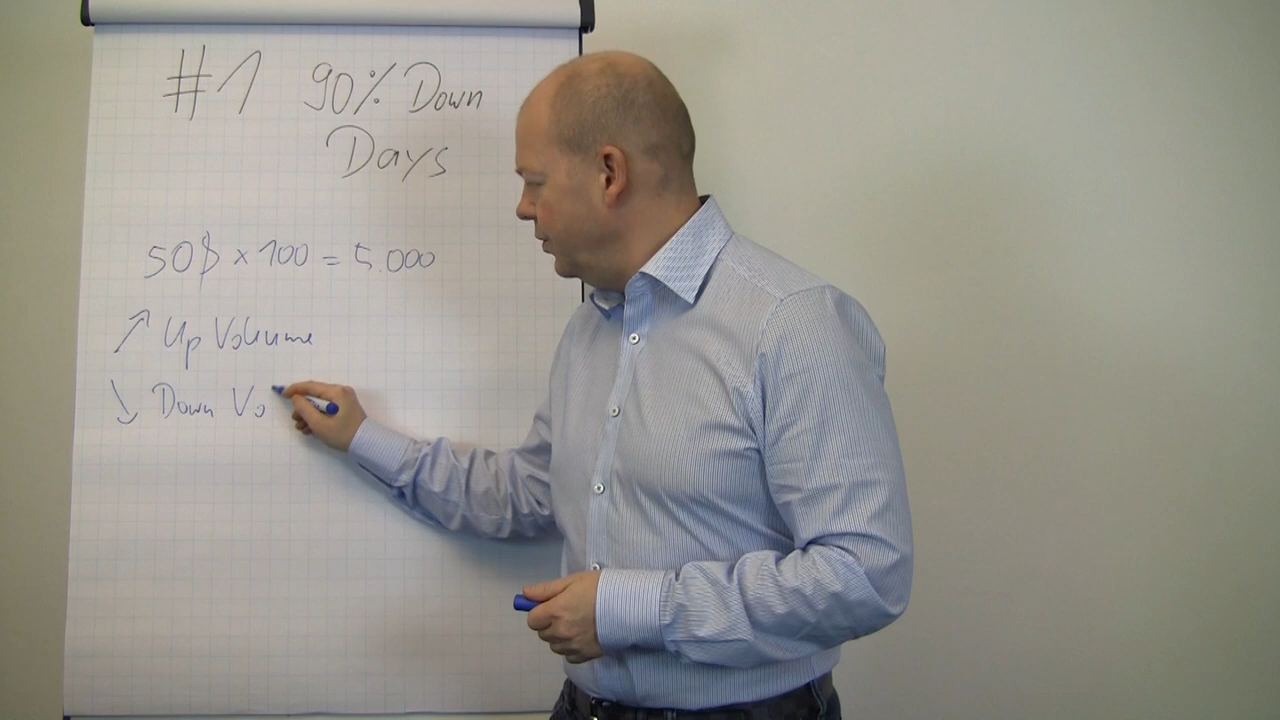 #1 90% Down
Days
50$ x 100 = 5.000
↗ Up Volume
↘ Down Vo